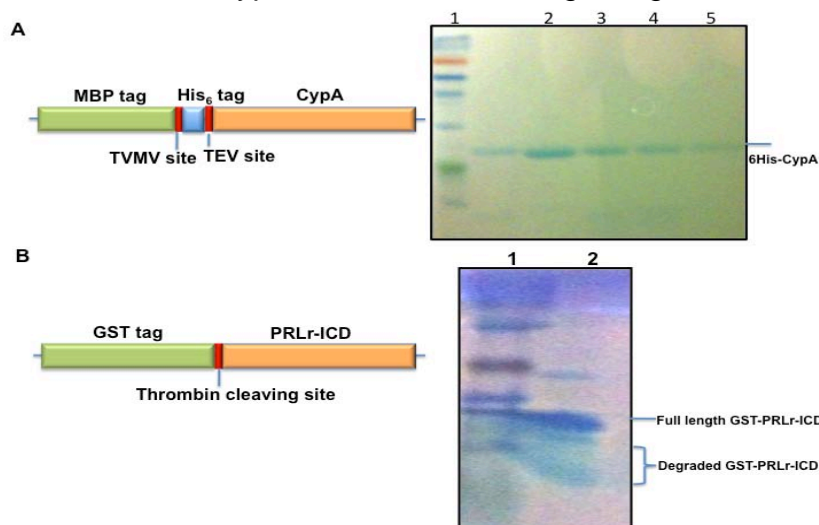 A
MBP tag His₆ tag CypA
TVMV site TEV site
1 2 3 4 5
6His-CypA
B
GST tag PRLr-ICD
Thrombin cleaving site
1 2
Full length GST-PRLr-ICD
Degraded GST-PRLr-ICD